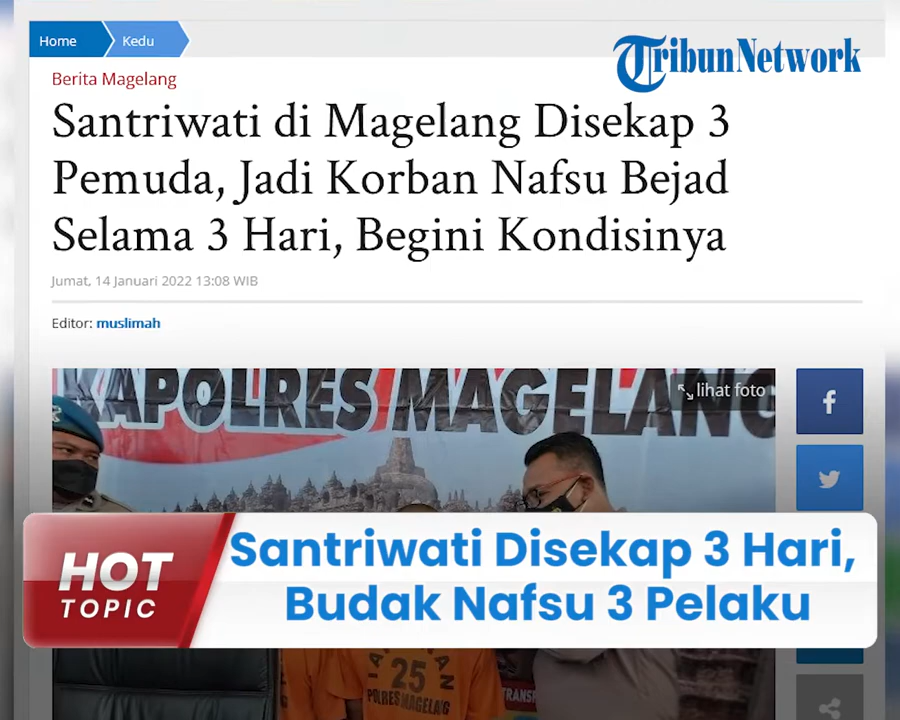 Home
Kedu
Tribun Network
Berita Magelang
Santriwati di Magelang Disekap 3
Pemuda, Jadi Korban Nafsu Bejad
Selama 3 Hari, Begini Kondisinya
Jumat, 14 Januari 2022 13:08 WIB
Editor: muslimah
KAPOLRES MAGELANG
lihat foto
HOT
TOPIC
Santriwati Disekap 3 Hari,
Budak Nafsu 3 Pelaku
25
POLRES MAGELANG